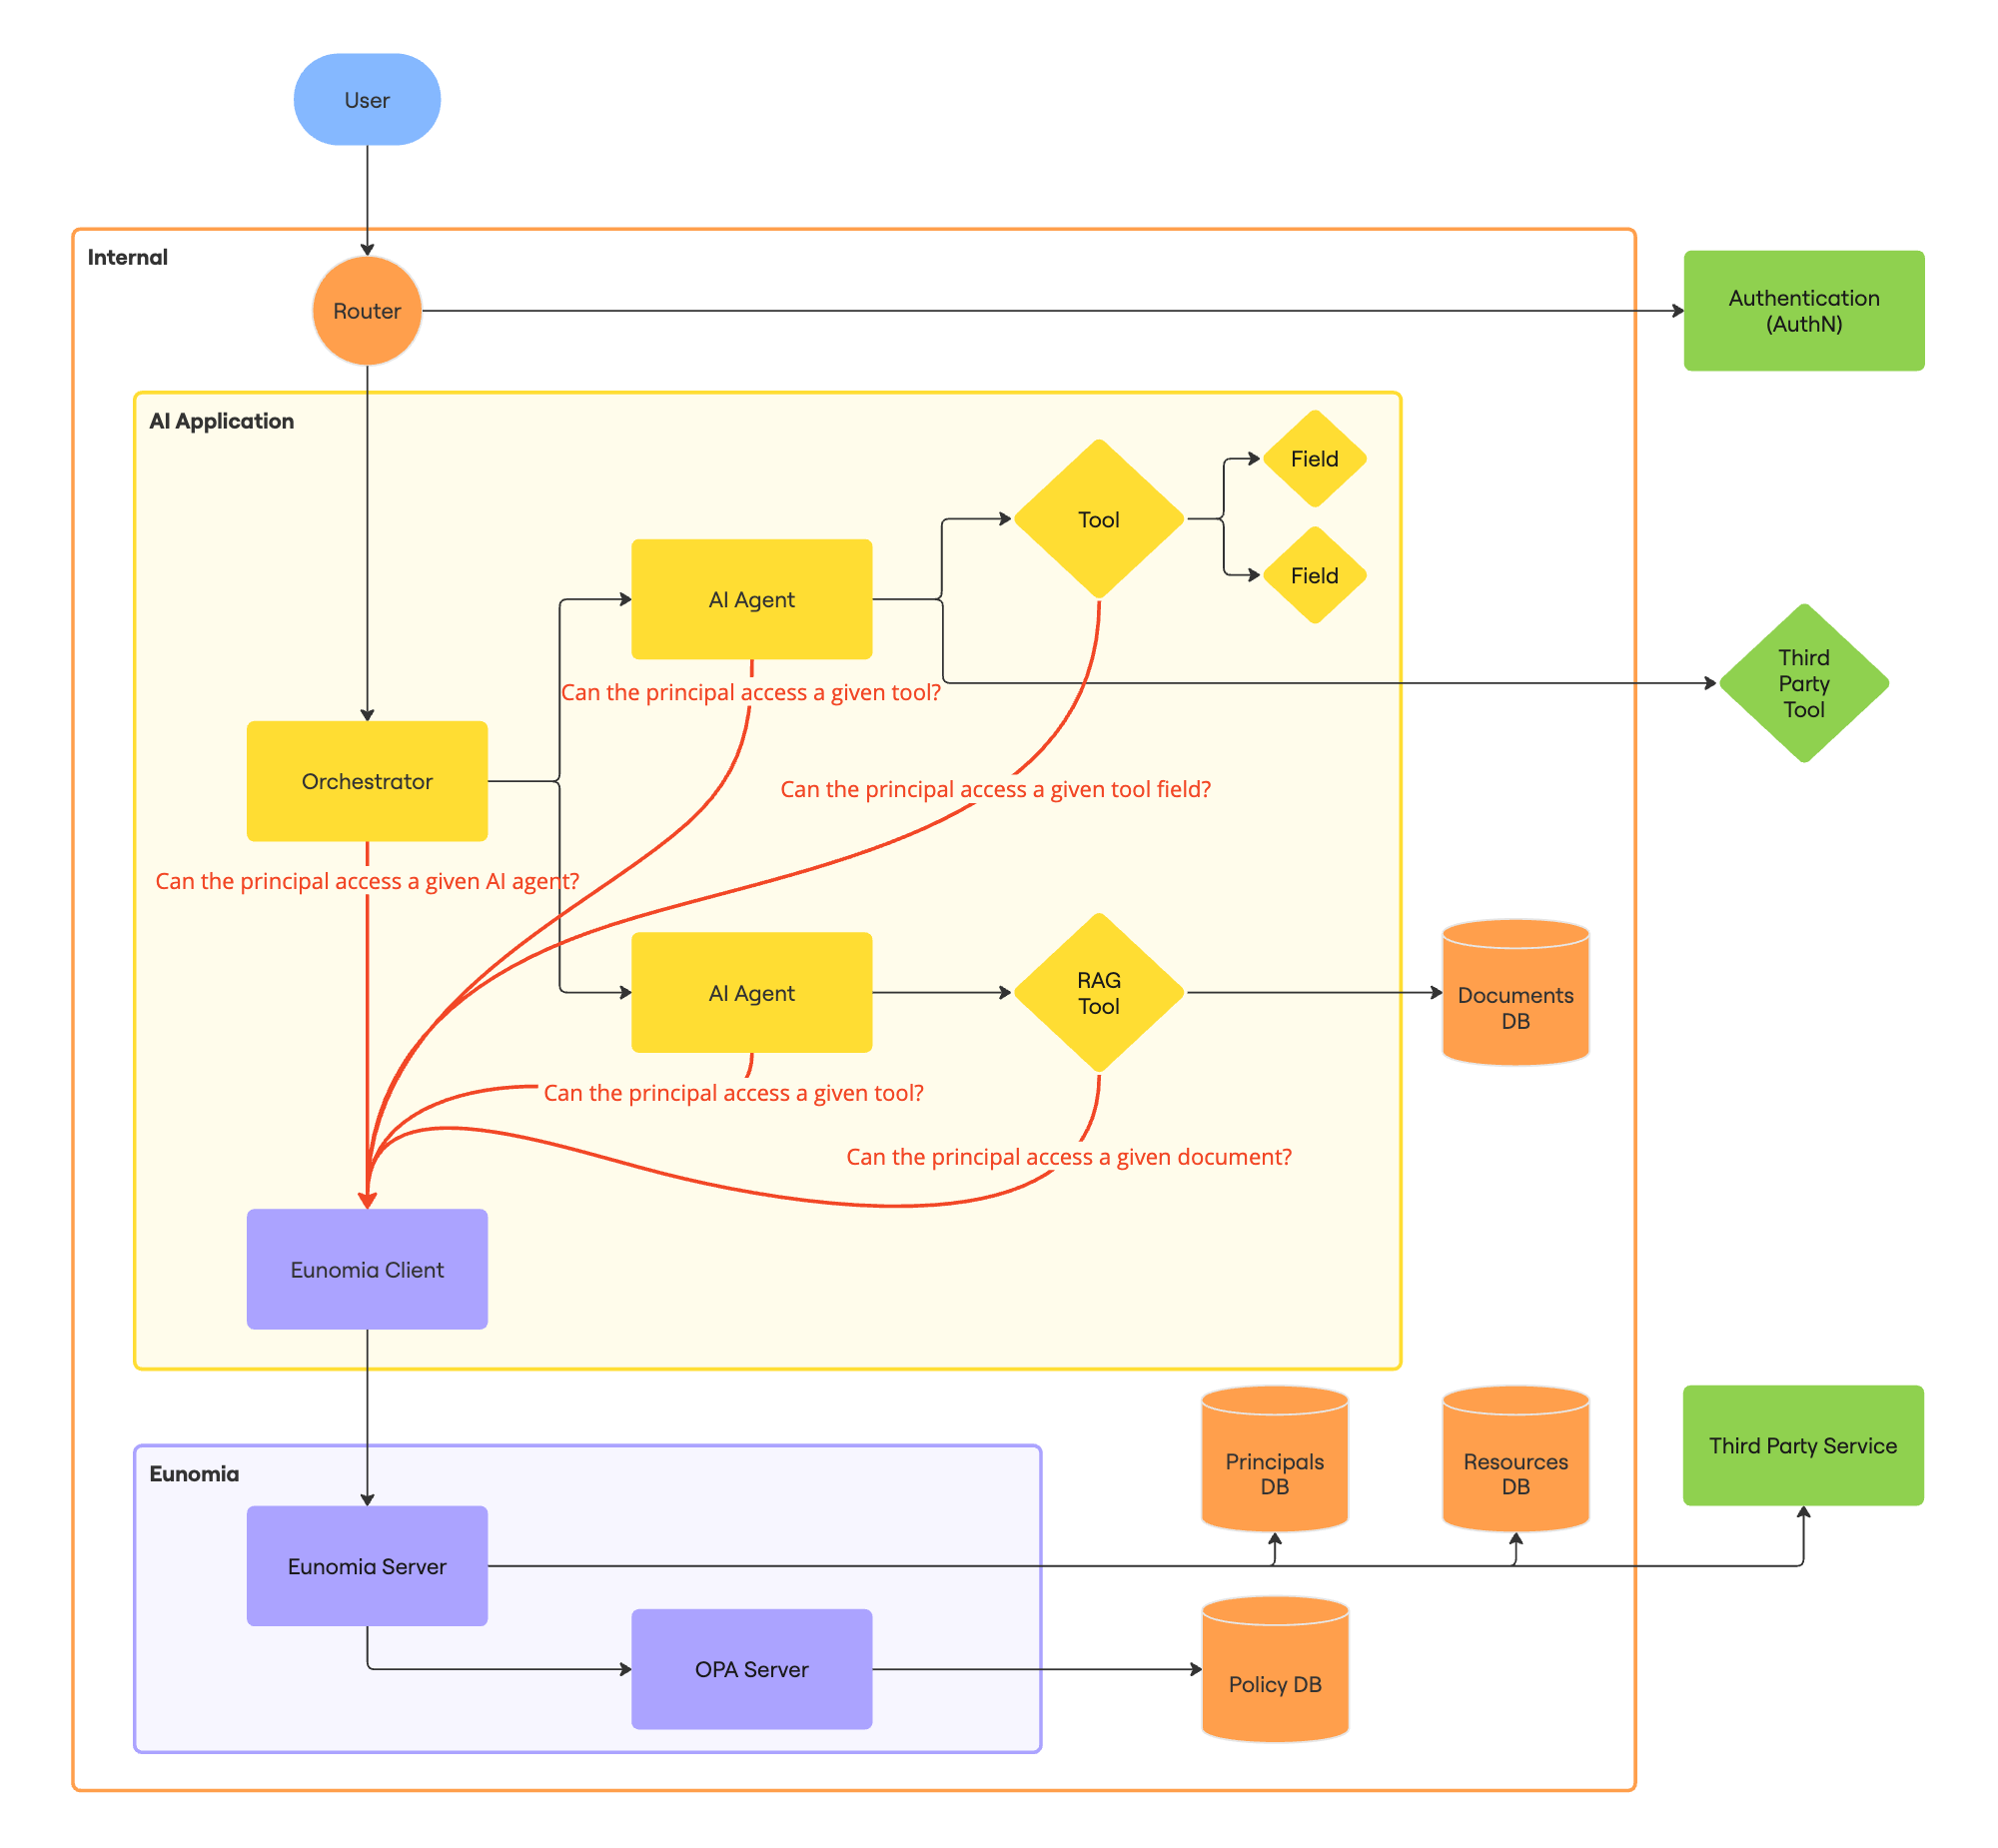 User
Internal
Router
Authentication
(AuthN)
AI Application
Field
Tool
Field
AI Agent
Third
Party
Tool
Can the principal access a given tool?
Orchestrator
Can the principal access a given tool field?
Can the principal access a given AI agent?
AI Agent
RAG
Tool
Documents
DB
Can the principal access a given tool?
Can the principal access a given document?
Eunomia Client
Principals
DB
Resources
DB
Third Party Service
Eunomia
Eunomia Server
OPA Server
Policy DB